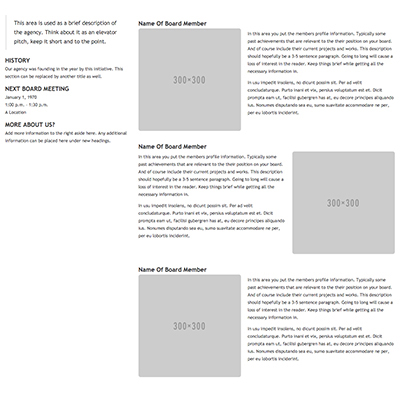 This area is used as a brief description of
the agency. Think about it as an elevator
pitch, keep it short and to the point.
HISTORY
Our agency was founding in the year by this initiative. This
section can be replaced by another title as well.
NEXT BOARD MEETING
January 1, 1970
1:00 p.m. - 1:30 p.m.
A Location
MORE ABOUT US?
Add more information to the right aside here. Any additional
information can be placed here under new headings.
Name Of Board Member
300×300
In this area you put the members profile information. Typically some
past achievements that are relevant to the their position on your board.
And of course include their current projects and works. This description
should hopefully be a 3-5 sentence paragraph. Going to long will cause a
loss of interest in the reader. Keep things brief while getting all the
necessary information in.
In usu impedit insolens, no dicunt possim sit. Per ad velit
concludaturque. Purto inani et vix, persius voluptatum est et. Dicit
prompta eam ut, facilisi gubergren has at, eu decore principes aliquando
ius. Nonumes disputando sea eu, sumo suavitate accommodare ne per,
per eu lobortis inciderint.
Name Of Board Member
In this area you put the members profile information. Typically some
past achievements that are relevant to the their position on your board.
And of course include their current projects and works. This description
should hopefully be a 3-5 sentence paragraph. Going to long will cause a
loss of interest in the reader. Keep things brief while getting all the
necessary information in.
In usu impedit insolens, no dicunt possim sit. Per ad velit
concludaturque. Purto inani et vix, persius voluptatum est et. Dicit
prompta eam ut, facilisi gubergren has at, eu decore principes aliquando
ius. Nonumes disputando sea eu, sumo suavitate accommodare ne per,
per eu lobortis inciderint.
300×300
Name Of Board Member
300×300
In this area you put the members profile information. Typically some
past achievements that are relevant to the their position on your board.
And of course include their current projects and works. This description
should hopefully be a 3-5 sentence paragraph. Going to long will cause a
loss of interest in the reader. Keep things brief while getting all the
necessary information in.
In usu impedit insolens, no dicunt possim sit. Per ad velit
concludaturque. Purto inani et vix, persius voluptatum est et. Dicit
prompta eam ut, facilisi gubergren has at, eu decore principes aliquando
ius. Nonumes disputando sea eu, sumo suavitate accommodare ne per,
per eu lobortis inciderint.